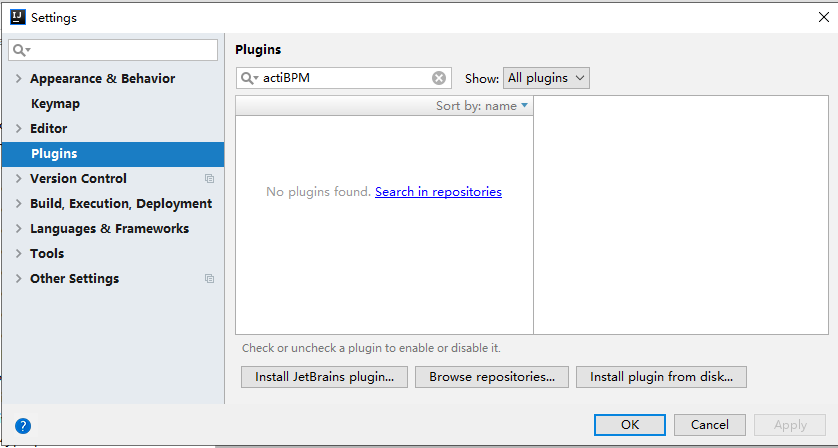 IJ
Settings
Appearance & Behavior
Keymap
Editor
Plugins
Version Control
Build, Execution, Deployment
Languages & Frameworks
Tools
Other Settings
Plugins
actiBPM
Show: All plugins
Sort by: name
No plugins found. Search in repositories
Check or uncheck a plugin to enable or disable it.
Install JetBrains plugin... Browse repositories... Install plugin from disk...
?
OK Cancel Apply